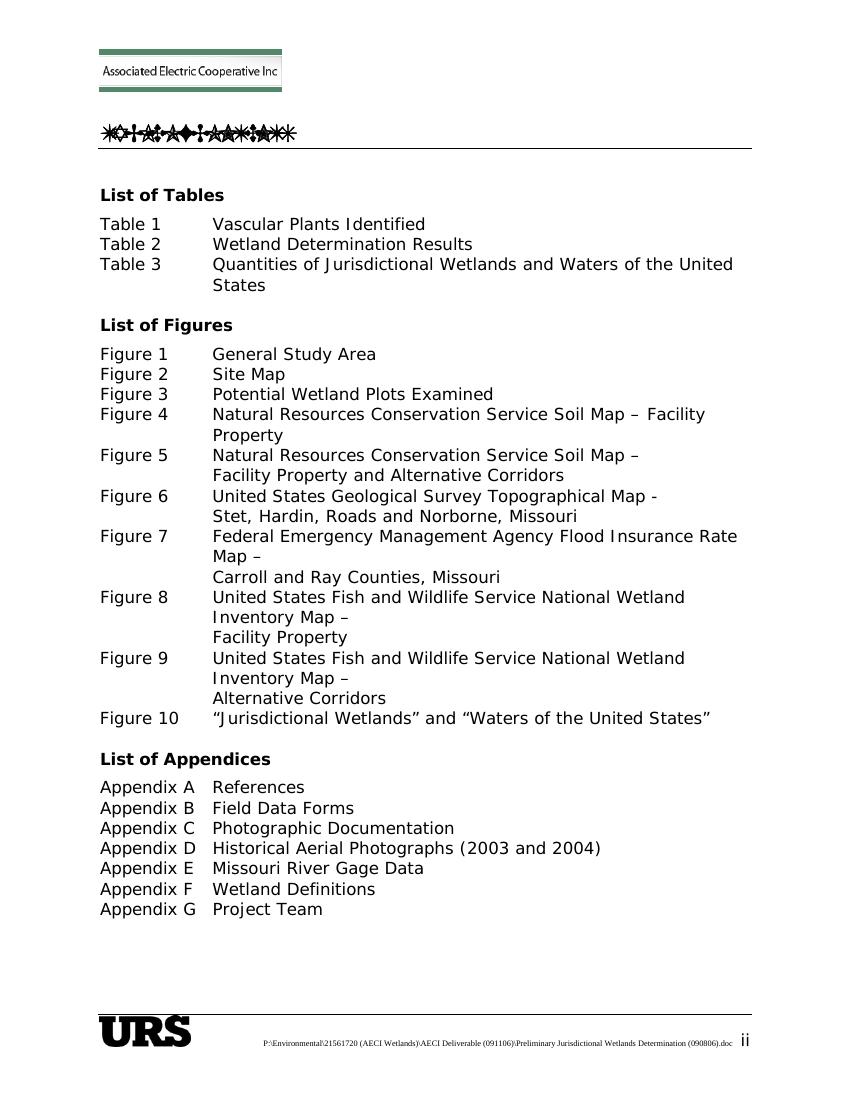 Associated Electric Cooperative Inc
List of Tables
Table 1 Vascular Plants Identified
Table 2 Wetland Determination Results
Table 3 Quantities of Jurisdictional Wetlands and Waters of the United
States
List of Figures
Figure 1 General Study Area
Figure 2 Site Map
Figure 3 Potential Wetland Plots Examined
Figure 4 Natural Resources Conservation Service Soil Map – Facility
Property
Figure 5 Natural Resources Conservation Service Soil Map –
Facility Property and Alternative Corridors
Figure 6 United States Geological Survey Topographical Map -
Stet, Hardin, Roads and Norborne, Missouri
Figure 7 Federal Emergency Management Agency Flood Insurance Rate
Map –
Carroll and Ray Counties, Missouri
Figure 8 United States Fish and Wildlife Service National Wetland
Inventory Map –
Facility Property
Figure 9 United States Fish and Wildlife Service National Wetland
Inventory Map –
Alternative Corridors
Figure 10 “Jurisdictional Wetlands” and “Waters of the United States”
List of Appendices
Appendix A References
Appendix B Field Data Forms
Appendix C Photographic Documentation
Appendix D Historical Aerial Photographs (2003 and 2004)
Appendix E Missouri River Gage Data
Appendix F Wetland Definitions
Appendix G Project Team
URS P:\Environmental\21561720 (AECI Wetlands)\AECI Deliverable (091106)\Preliminary Jurisdictional Wetlands Determination (090806).doc ii